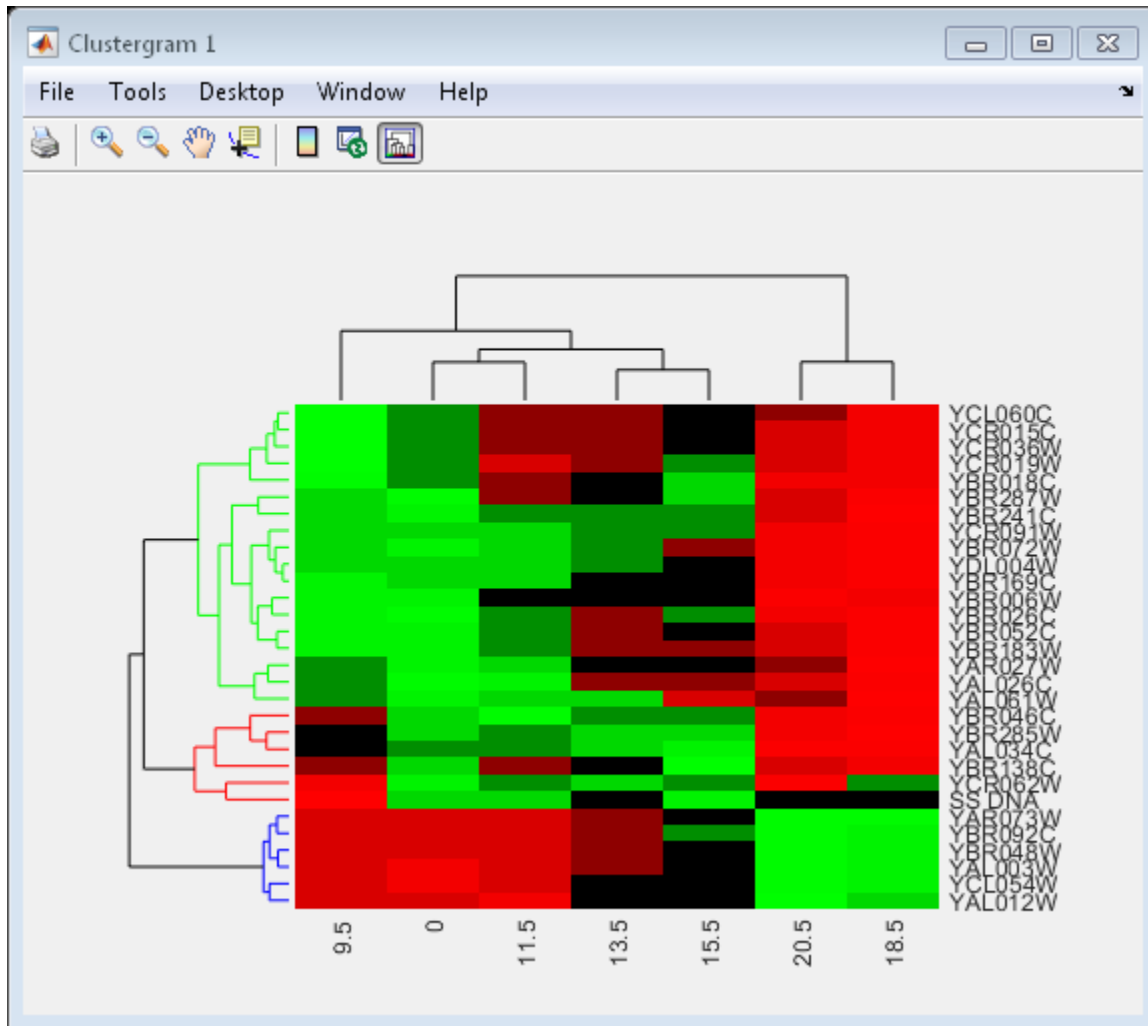 Clustergram 1
File Tools Desktop Window Help
YCL060C
YCR015C
YCR036W
YCR019W
YBR018C
YBR287W
YBR241C
YCR091W
YBR072W
YDL004W
YBR169C
YBR006W
YBR026C
YBR052C
YBR183W
YAR027W
YAL026C
YAL061W
YBR046C
YBR285W
YAL034C
YBR138C
YCR062W
SS DNA
YAR073W
YBR092C
YBR048W
YAL003W
YCL054W
YAL012W
9.5 0 11.5 13.5 15.5 20.5 18.5